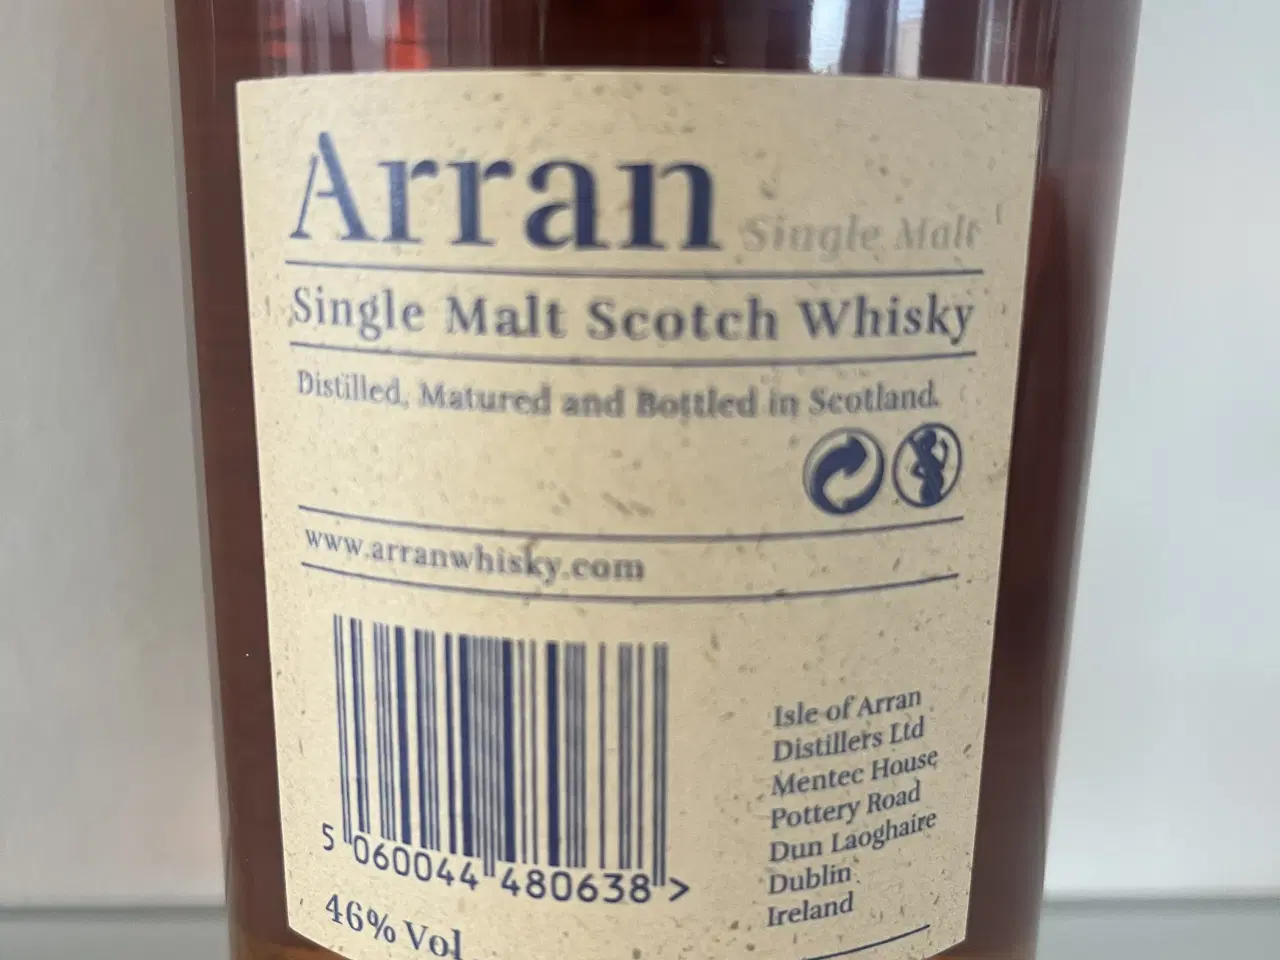 Arran Single Malt
Single Malt Scotch Whisky
Distilled, Matured and Bottled in Scotland.
www.arranwhisky.com
5 060044 480638 >
46% Vol
Isle of Arran
Distillers Ltd
Mentec House
Pottery Road
Dun Laoghaire
Dublin
Ireland